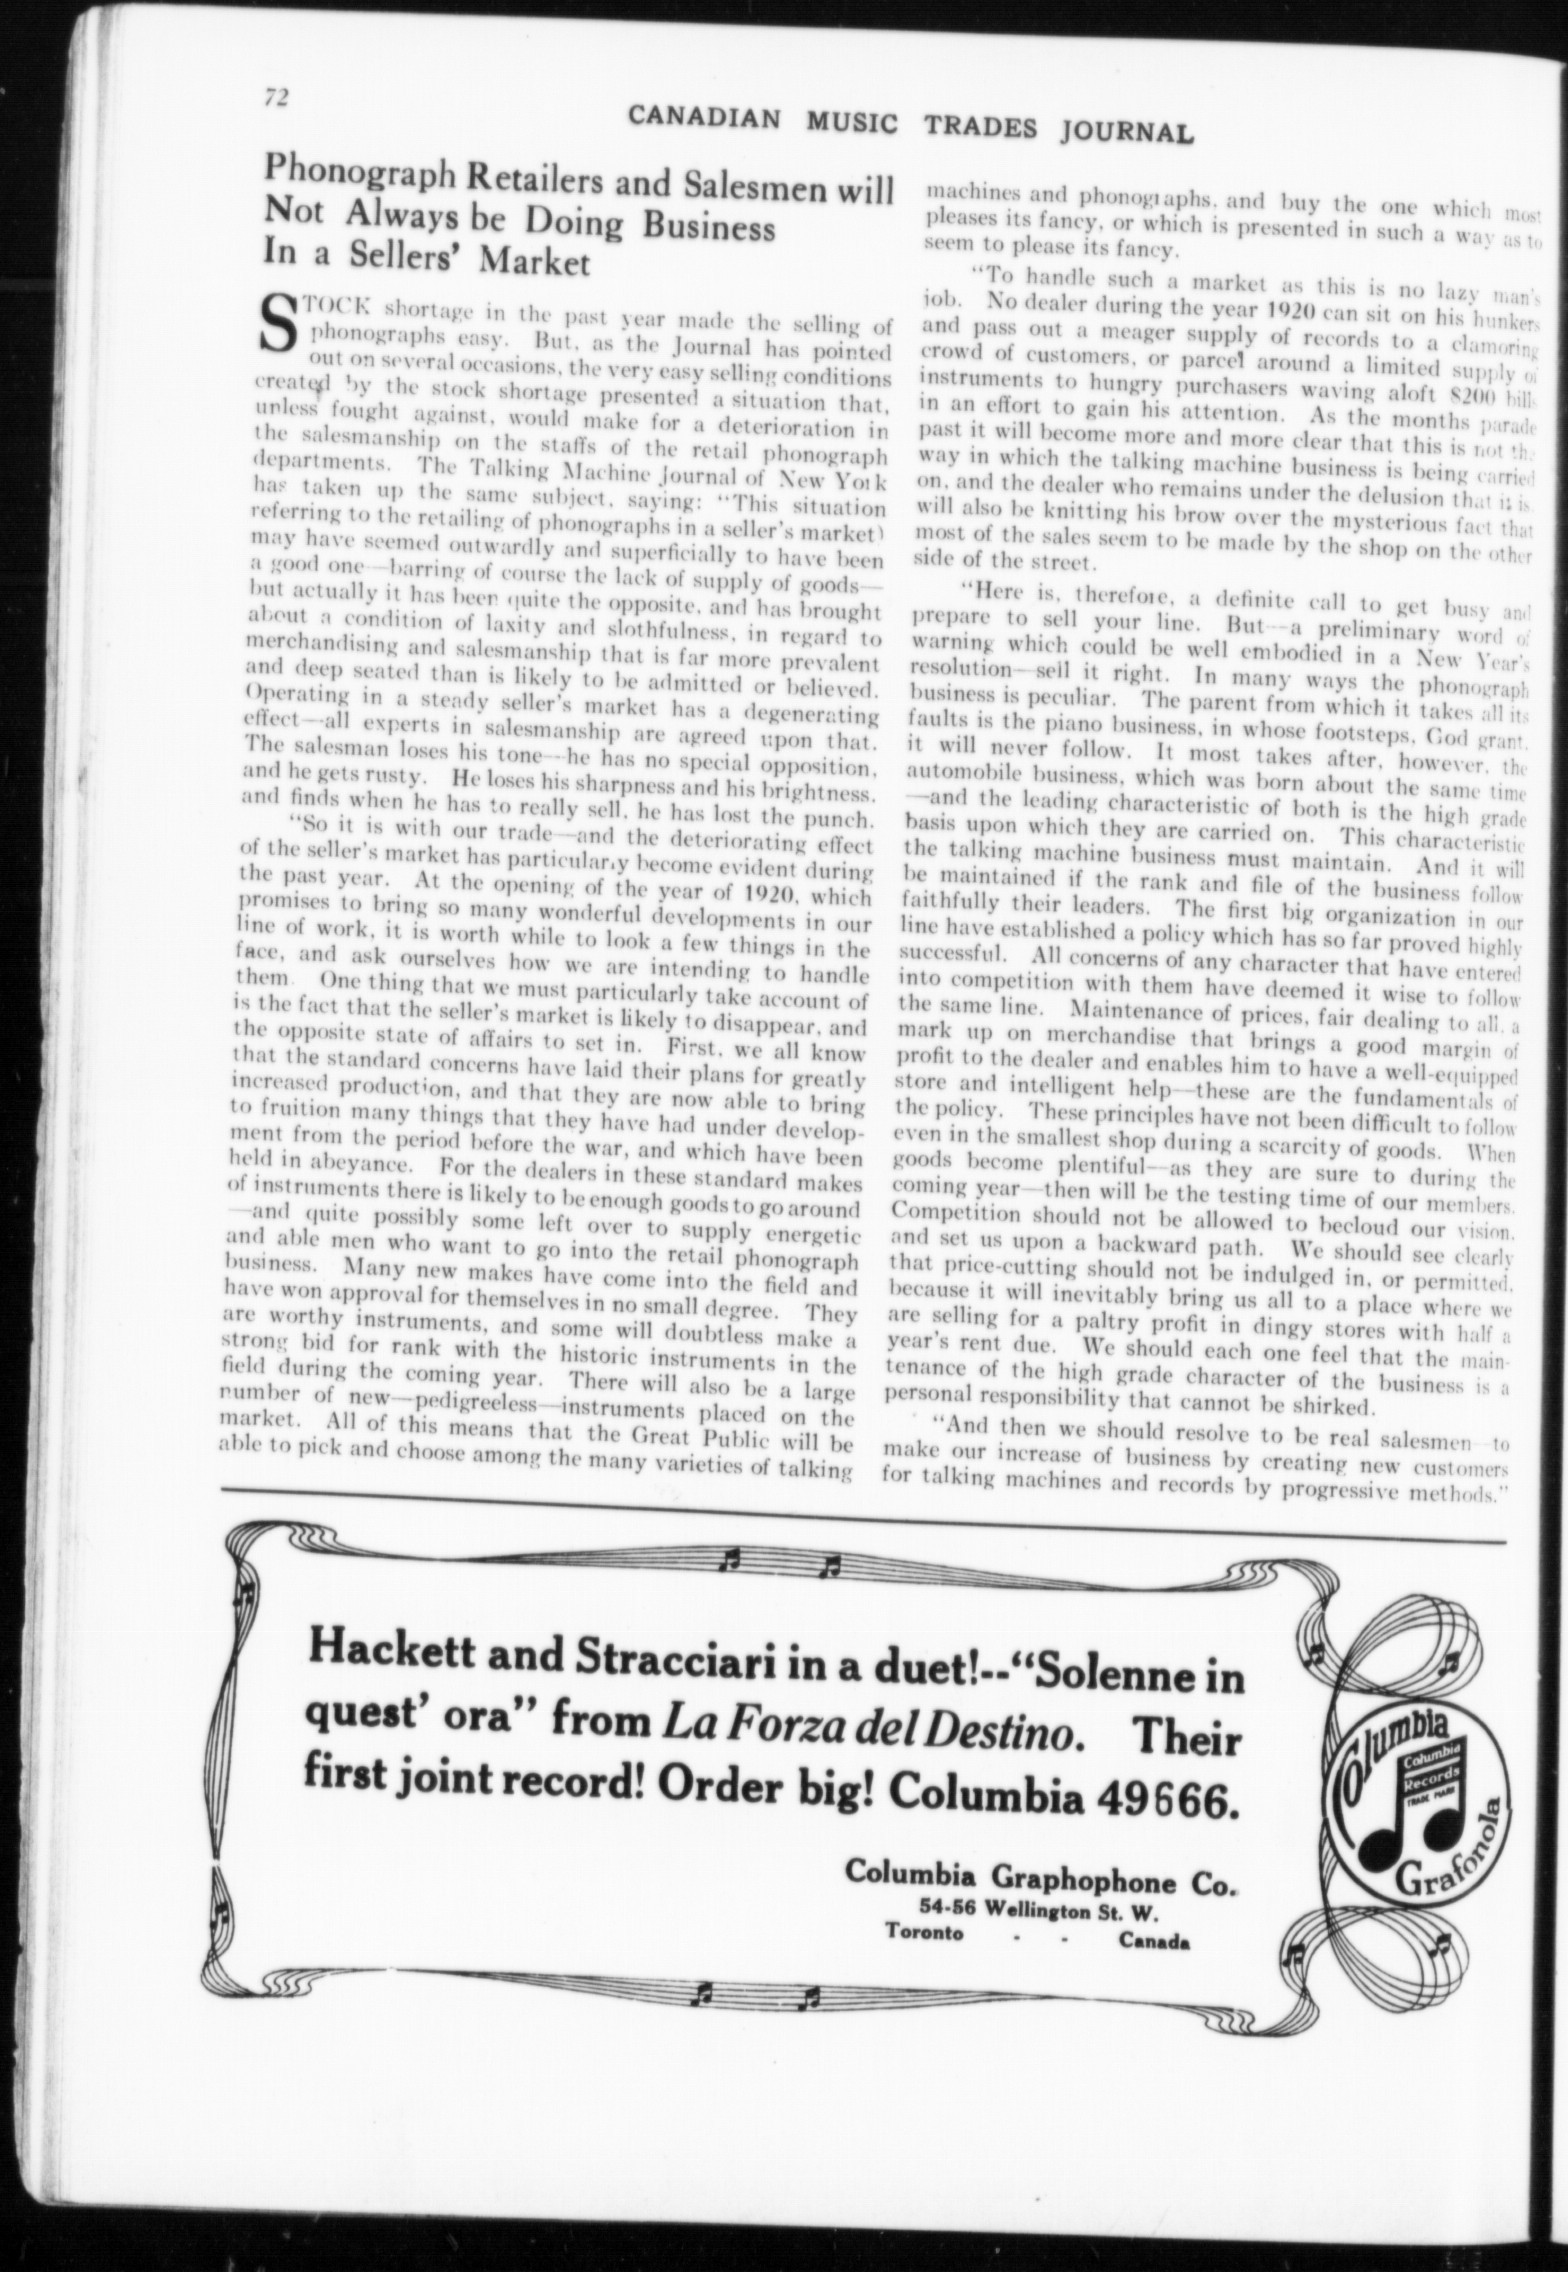 72
CANADIAN MUSIC TRADES JOURNAL
Phonograph Retailers and Salesmen will
Not Always be Doing Business
In a Sellers' Market
STOCK shortage in the past year made the selling of
phonographs easy. But, as the Journal has pointed
out on several occasions, the very easy selling conditions
created by the stock shortage presented a situation that,
unless fought against, would make for a deterioration in
the salesmanship on the staffs of the retail phonograph
departments. The Talking Machine Journal of New York
has taken up the same subject, saying: "This situation
referring to the retailing of phonographs in a seller's market)
may have seemed outwardly and superficially to have been
a good one—barring of course the lack of supply of goods—
but actually it has been quite the opposite, and has brought
about a condition of laxity and slothfulness, in regard to
merchandising and salesmanship that is far more prevalent
and deep seated than is likely to be admitted or believed.
Operating in a steady seller's market has a degenerating
effect—all experts in salesmanship are agreed upon that.
The salesman loses his tone—he has no special opposition,
and he gets rusty. He loses his sharpness and his brightness,
and finds when he has to really sell, he has lost the punch.
"So it is with our trade—and the deteriorating effect
of the seller's market has particularly become evident during
the past year. At the opening of the year of 1920, which
promises to bring so many wonderful developments in our
line of work, it is worth while to look a few things in the
face, and ask ourselves how we are intending to handle
them. One thing that we must particularly take account of
is the fact that the seller's market is likely to disappear, and
the opposite state of affairs to set in. First, we all know
that the standard concerns have laid their plans for greatly
increased production, and that they are now able to bring
to fruition many things that they have had under develop-
ment from the period before the war, and which have been
held in abeyance. For the dealers in these standard makes
of instruments there is likely to be enough goods to go around
—and quite possibly some left over to supply energetic
and able men who want to go into the retail phonograph
business. Many new makes have come into the field and
have won approval for themselves in no small degree. They
are worthy instruments, and some will doubtless make a
strong bid for rank with the historic instruments in the
field during the coming year. There will also be a large
number of new—pedigreeless—instruments placed on the
market. All of this means that the Great Public will be
able to pick and choose among the many varieties of talking
machines and phonographs, and buy the one which most
pleases its fancy, or which is presented in such a way as to
seem to please its fancy.
"To handle such a market as this is no lazy man's
job. No dealer during the year 1920 can sit on his hunkers
and pass out a meager supply of records to a clamoring
crowd of customers, or parcel around a limited supply of
instruments to hungry purchasers waving aloft $200 bills
in an effort to gain his attention. As the months parade
past it will become more and more clear that this is not the
way in which the talking machine business is being carried
on, and the dealer who remains under the delusion that it is,
will also be knitting his brow over the mysterious fact that
most of the sales seem to be made by the shop on the other
side of the street.
"Here is, therefore, a definite call to get busy and
prepare to sell your line. But—a preliminary word of
warning which could be well embodied in a New Year's
resolution—sell it right. In many ways the phonograph
business is peculiar. The parent from which it takes all its
faults is the piano business, in whose footsteps, God grant,
it will never follow. It most takes after, however, the
automobile business, which was born about the same time
—and the leading characteristic of both is the high grade
basis upon which they are carried on. This characteristic
the talking machine business must maintain. And it will
be maintained if the rank and file of the business follow
faithfully their leaders. The first big organization in our
line have established a policy which has so far proved highly
successful. All concerns of any character that have entered
into competition with them have deemed it wise to follow
the same line. Maintenance of prices, fair dealing to all, a
mark up on merchandise that brings a good margin of
profit to the dealer and enables him to have a well-equipped
store and intelligent help—these are the fundamentals of
the policy. These principles have not been difficult to follow
even in the smallest shop during a scarcity of goods. When
goods become plentiful—as they are sure to during the
coming year—then will be the testing time of our members.
Competition should not be allowed to becloud our vision,
and set us upon a backward path. We should see clearly
that price-cutting should not be indulged in, or permitted,
because it will inevitably bring us all to a place where we
are selling for a paltry profit in dingy stores with half a
year's rent due. We should each one feel that the main-
tenance of the high grade character of the business is a
personal responsibility that cannot be shirked.
"And then we should resolve to be real salesmen—to
make our increase of business by creating new customers
for talking machines and records by progressive methods."
Hackett and Stracciari in a duet!--"Solenne in
quest' ora" from La Forza del Destino. Their
first joint record! Order big! Columbia 49666.
Columbia Graphophone Co.
54-56 Wellington St. W.
Toronto - - Canada
Columbia
Columbia
Records
TRADE MARK
Grafonola